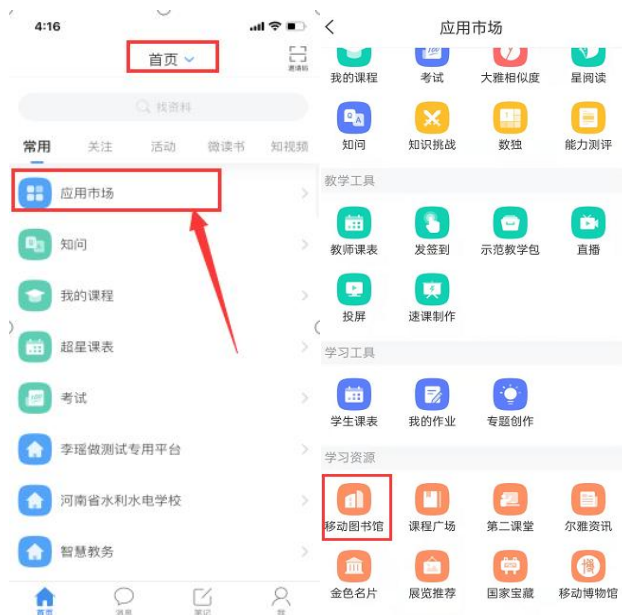 4:16
首页
邀请码
找资料
常用 关注 活动 微读书 知视频
应用市场
知问
我的课程
超星课表
考试
李瑶做测试专用平台
河南省水利水电学校
智慧教务
首页 消息 笔记 我
应用市场
我的课程 考试 大雅相似度 星阅读
知问 知识挑战 数独 能力测评
教学工具
教师课表 发签到 示范教学包 直播
投屏 速课制作
学习工具
学生课表 我的作业 专题创作
学习资源
移动图书馆 课程广场 第二课堂 尔雅资讯
金色名片 展览推荐 国家宝藏 移动博物馆